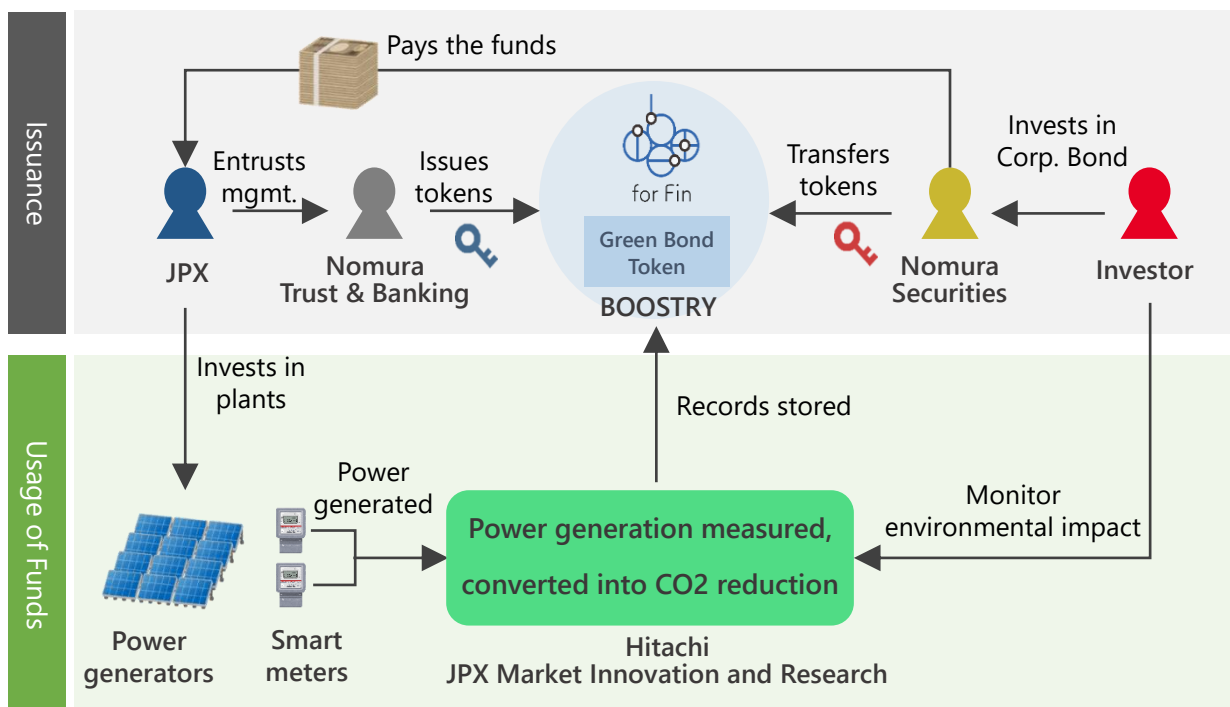 Issuance
Pays the funds
Entrusts
mgmt.
Issues
tokens
for Fin
Green Bond
Token
BOOSTRY
Transfers
tokens
Invests in
Corp. Bond
JPX
Nomura
Trust & Banking
Nomura
Securities
Investor
Usage of Funds
Invests in
plants
Records stored
Power
generated
Power generation measured,
converted into CO2 reduction
Monitor
environmental impact
Power
generators
Smart
meters
Hitachi
JPX Market Innovation and Research